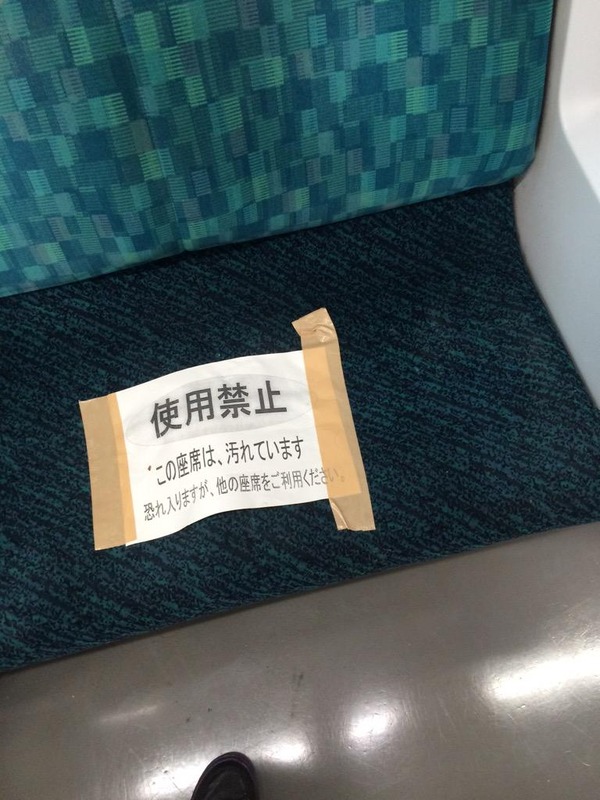 使用禁止
この座席は、汚れています
恐れ入りますが、他の座席をご利用ください。